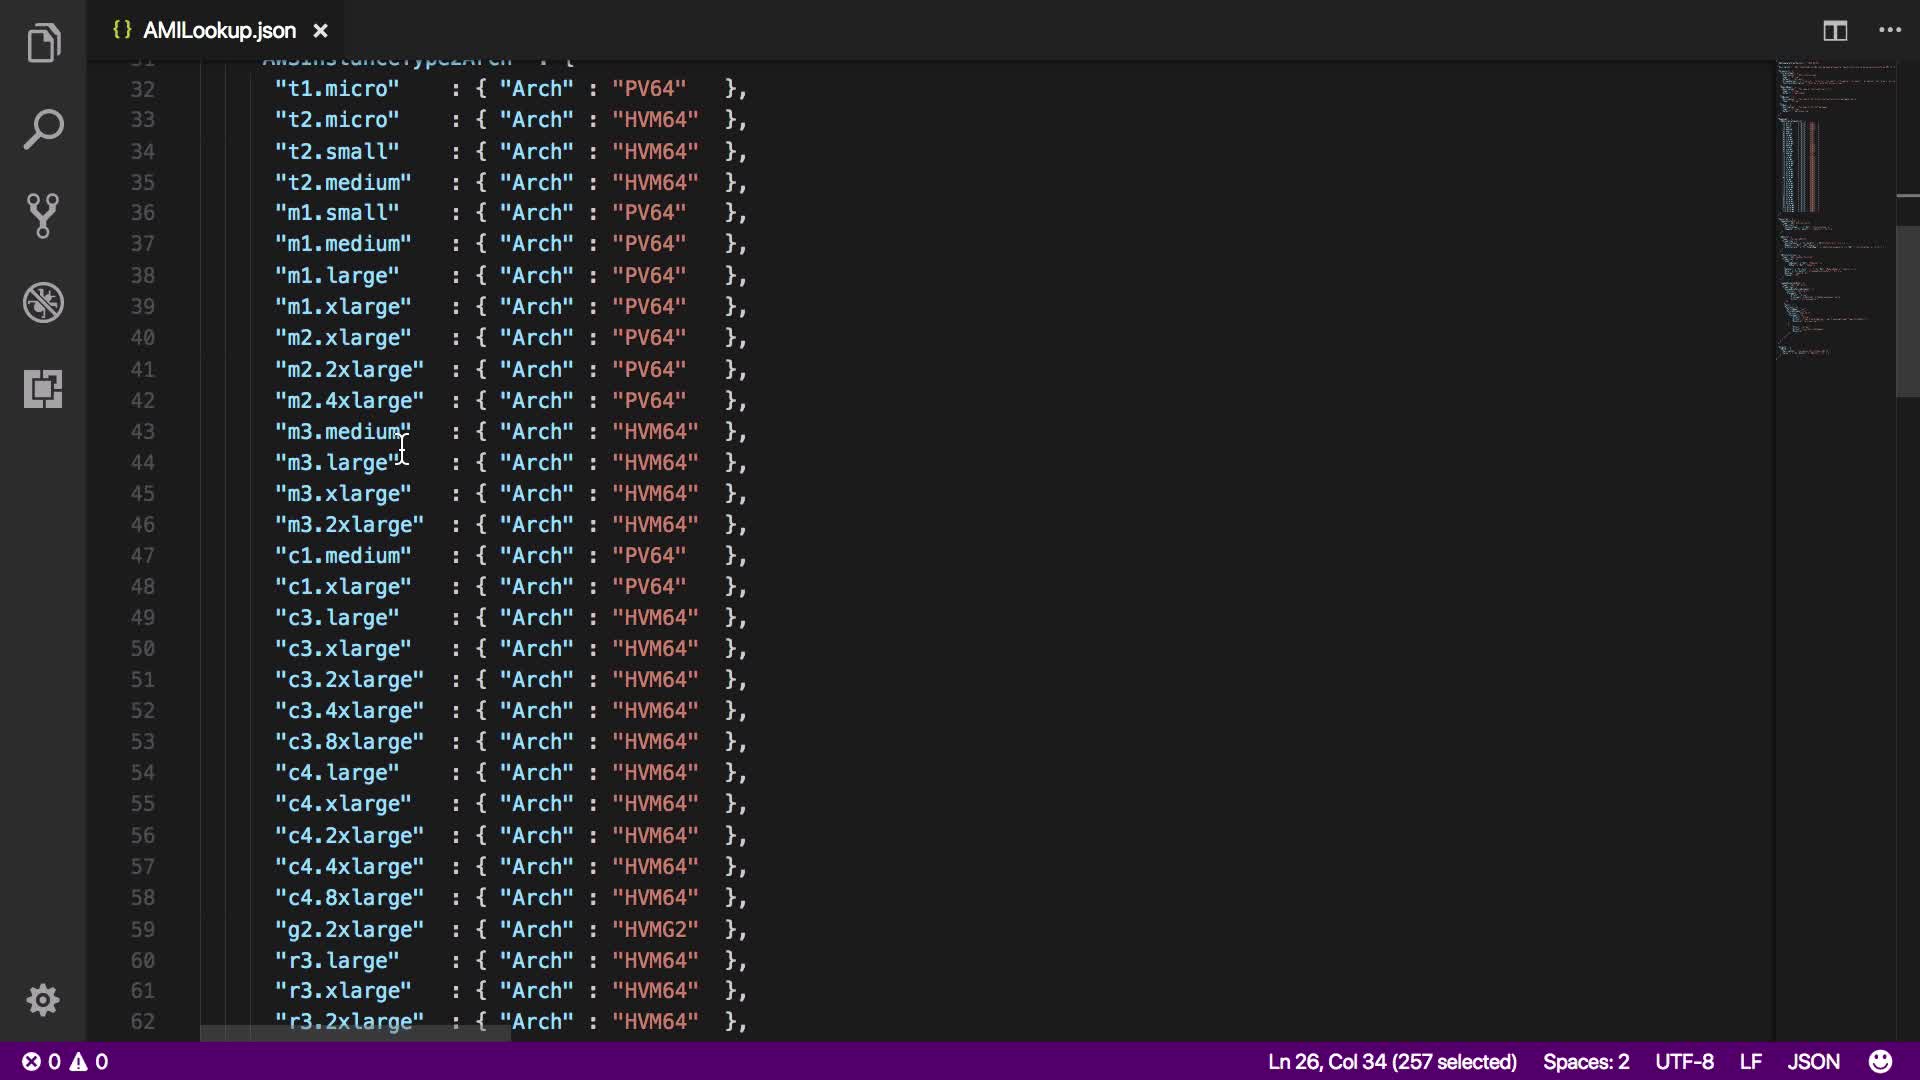 {} AMILookup.json ×
31 AWSInstanceType2Arch" : {
32 "t1.micro" : { "Arch" : "PV64" },
33 "t2.micro" : { "Arch" : "HVM64" },
34 "t2.small" : { "Arch" : "HVM64" },
35 "t2.medium" : { "Arch" : "HVM64" },
36 "m1.small" : { "Arch" : "PV64" },
37 "m1.medium" : { "Arch" : "PV64" },
38 "m1.large" : { "Arch" : "PV64" },
39 "m1.xlarge" : { "Arch" : "PV64" },
40 "m2.xlarge" : { "Arch" : "PV64" },
41 "m2.2xlarge" : { "Arch" : "PV64" },
42 "m2.4xlarge" : { "Arch" : "PV64" },
43 "m3.medium" : { "Arch" : "HVM64" },
44 "m3.large" : { "Arch" : "HVM64" },
45 "m3.xlarge" : { "Arch" : "HVM64" },
46 "m3.2xlarge" : { "Arch" : "HVM64" },
47 "c1.medium" : { "Arch" : "PV64" },
48 "c1.xlarge" : { "Arch" : "PV64" },
49 "c3.large" : { "Arch" : "HVM64" },
50 "c3.xlarge" : { "Arch" : "HVM64" },
51 "c3.2xlarge" : { "Arch" : "HVM64" },
52 "c3.4xlarge" : { "Arch" : "HVM64" },
53 "c3.8xlarge" : { "Arch" : "HVM64" },
54 "c4.large" : { "Arch" : "HVM64" },
55 "c4.xlarge" : { "Arch" : "HVM64" },
56 "c4.2xlarge" : { "Arch" : "HVM64" },
57 "c4.4xlarge" : { "Arch" : "HVM64" },
58 "c4.8xlarge" : { "Arch" : "HVM64" },
59 "g2.2xlarge" : { "Arch" : "HVMG2" },
60 "r3.large" : { "Arch" : "HVM64" },
61 "r3.xlarge" : { "Arch" : "HVM64" },
62 "r3.2xlarge" : { "Arch" : "HVM64" },
0 0 Ln 26, Col 34 (257 selected) Spaces: 2 UTF-8 LF JSON